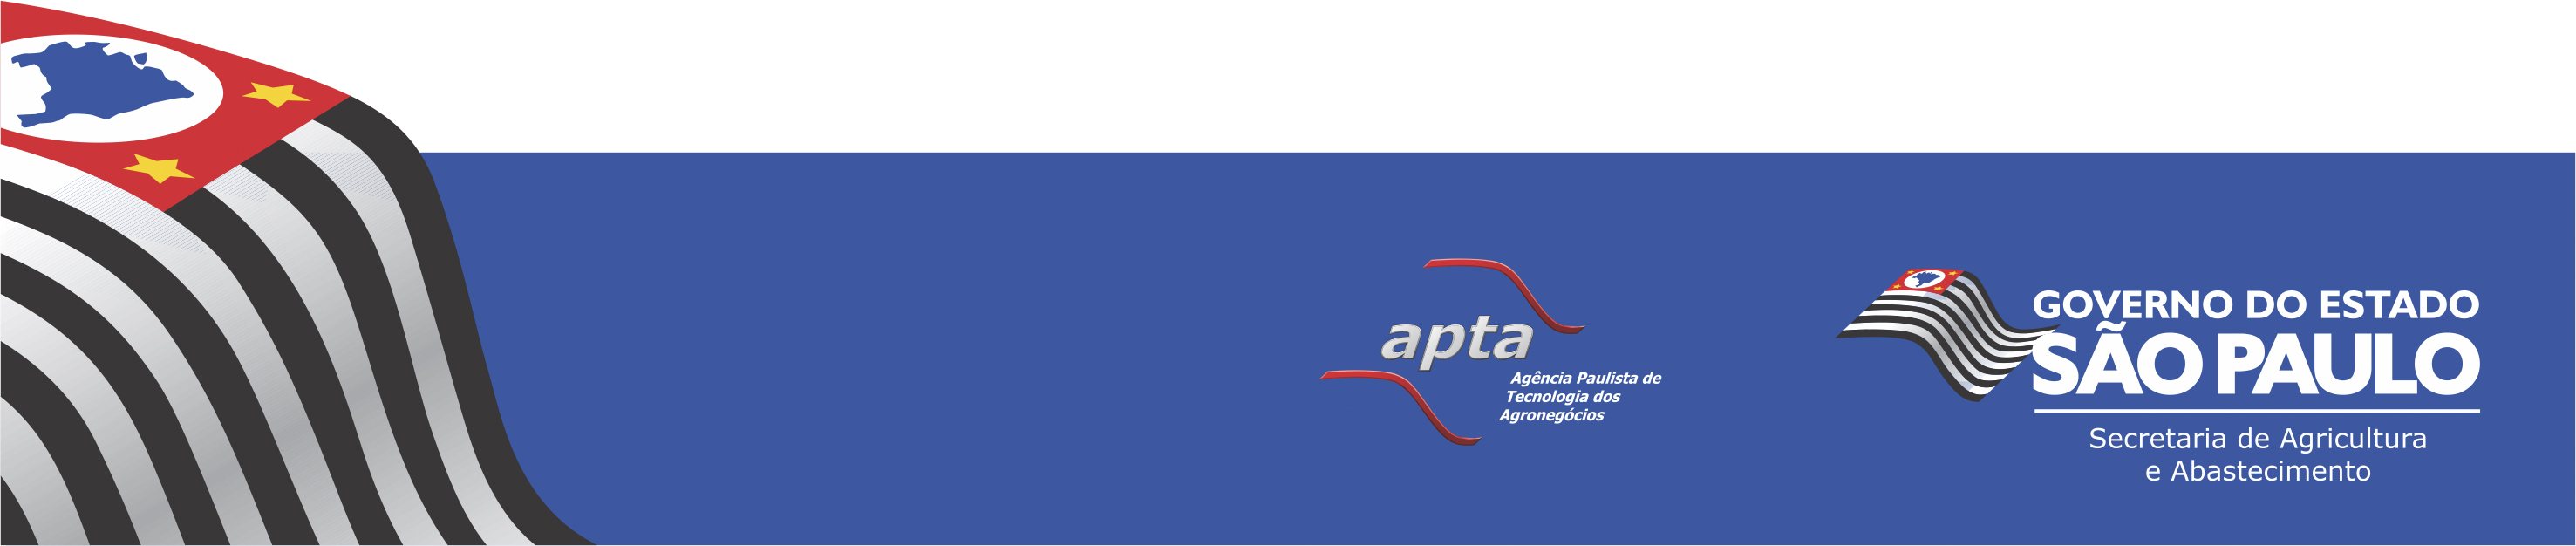 apta
Agência Paulista de
Tecnologia dos
Agronegócios
GOVERNO DO ESTADO
SÃO PAULO
Secretaria de Agricultura
e Abastecimento